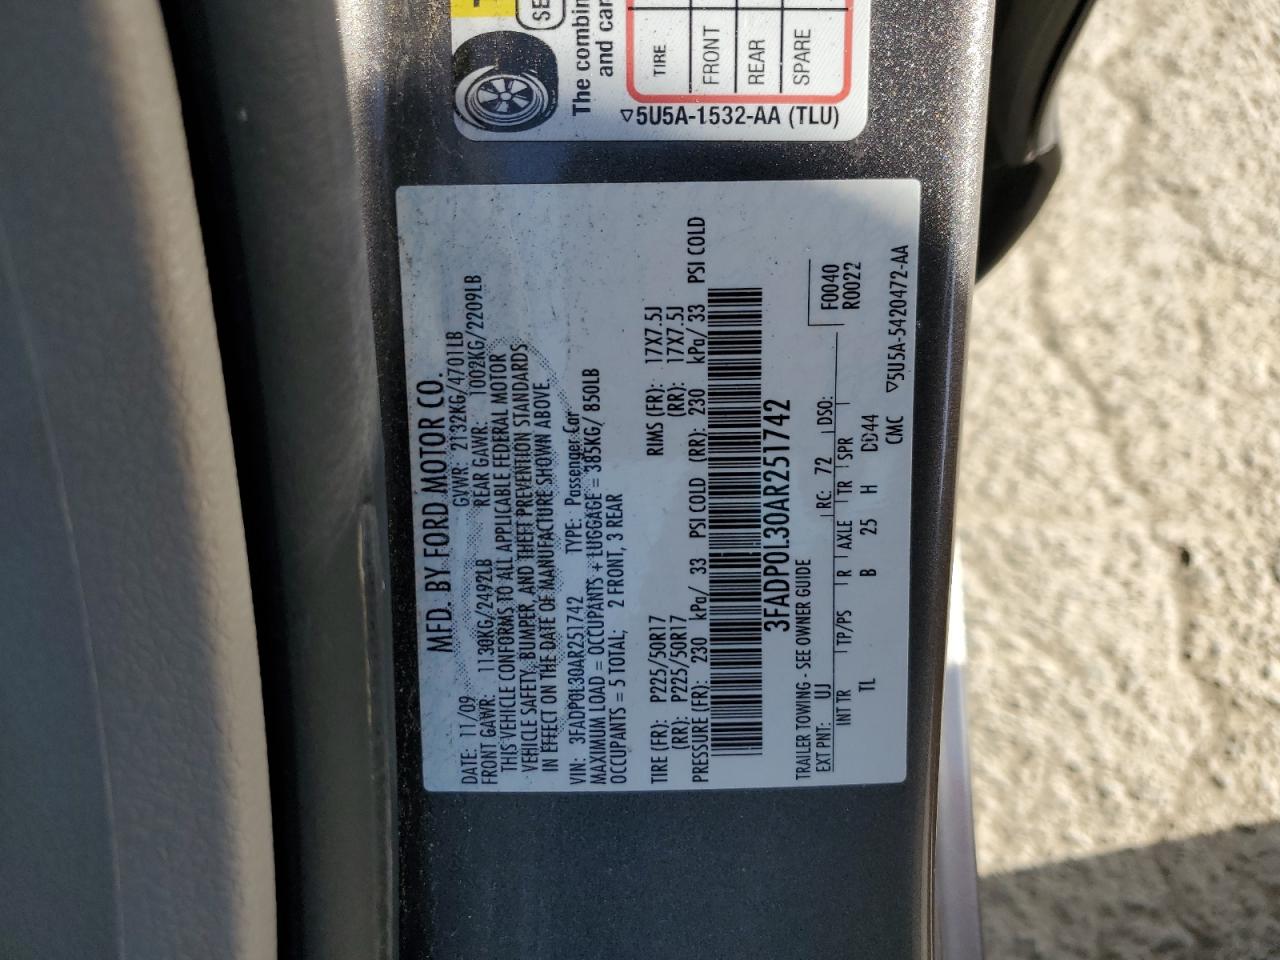 MFD. BY FORD MOTOR CO.
DATE: 11/09 GVWR: 2132KG/4701LB
FRONT GAWR: 1130KG/2492LB REAR GAWR: 1002KG/2209LB
THIS VEHICLE CONFORMS TO ALL APPLICABLE FEDERAL MOTOR
VEHICLE SAFETY, BUMPER, AND THEFT PREVENTION STANDARDS
IN EFFECT ON THE DATE OF MANUFACTURE SHOWN ABOVE.
VIN: 3FADP0L30AR251742 TYPE: Passenger Car
MAXIMUM LOAD = OCCUPANTS + LUGGAGE = 385KG/ 850LB
OCCUPANTS = 5 TOTAL; 2 FRONT, 3 REAR
TIRE (FR): P225/50R17 RIMS (FR): 17X7.5J
(RR): P225/50R17 (RR): 17X7.5J
PRESSURE (FR): 230 kPa/ 33 PSI COLD (RR): 230 kPa/ 33 PSI COLD
3FADP0L30AR251742
TRAILER TOWING - SEE OWNER GUIDE
EXT PNT: UJ RC: 72 DSO: F0040
R0022
INT TR TP/PS R AXLE TR SPR
TL B 25 H DD44
CMC ▽5U5A-5420472-AA
SE
The combin
and car
TIRE
FRONT
REAR
SPARE
▽5U5A-1532-AA (TLU)